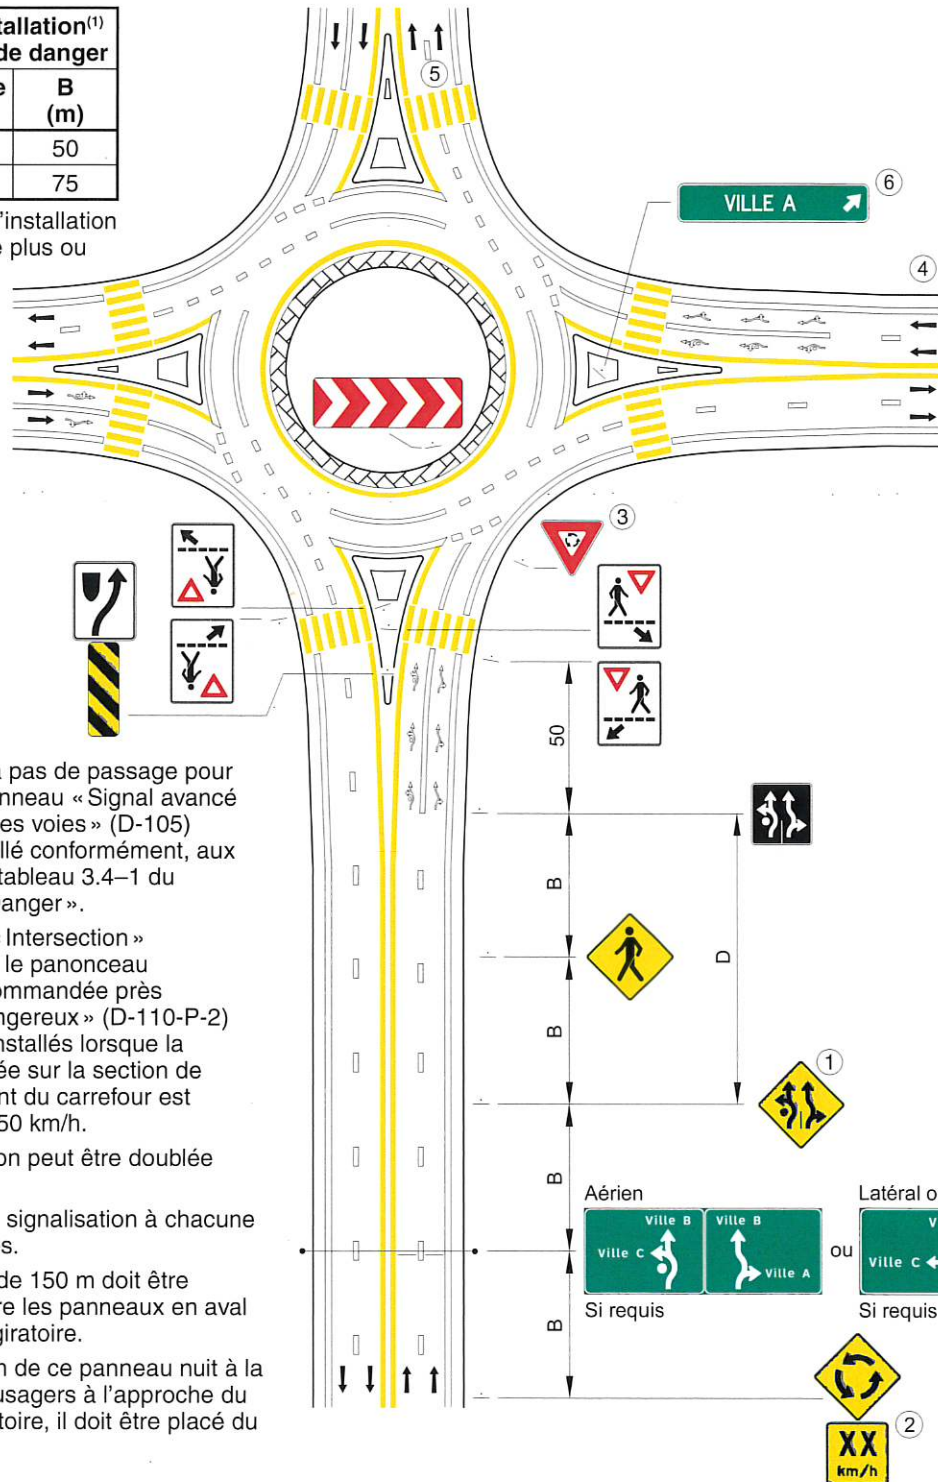 tallation(1)
de danger
e B
(m)
50
75
'installation
e plus ou
5
VILLE A
6
4
3
50
B
D
B
1
B
B
a pas de passage pour
nneau « Signal avancé
es voies » (D-105)
llé conformément, aux
tableau 3.4–1 du
anger ».
« Intersection »
le panonceau
ommandée près
ngereux » (D-110-P-2)
nstallés lorsque la
ée sur la section de
nt du carrefour est
50 km/h.
on peut être doublée
signalisation à chacune
s.
de 150 m doit être
re les panneaux en aval
giratoire.
n de ce panneau nuit à la
usagers à l'approche du
toire, il doit être placé du
Aérien
Ville B Ville B
Ville C
Ville A
Si requis
ou
Latéral o
V
Ville C
Si requis
2
XX
km/h